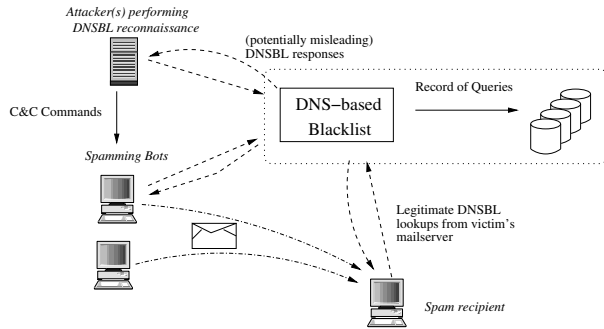 Attacker(s) performing
DNSBL reconnaissance
(potentially misleading)
DNSBL responses
C&C Commands
DNS-based
Blacklist
Record of Queries
Spamming Bots
Legitimate DNSBL
lookups from victim's
mailserver
Spam recipient